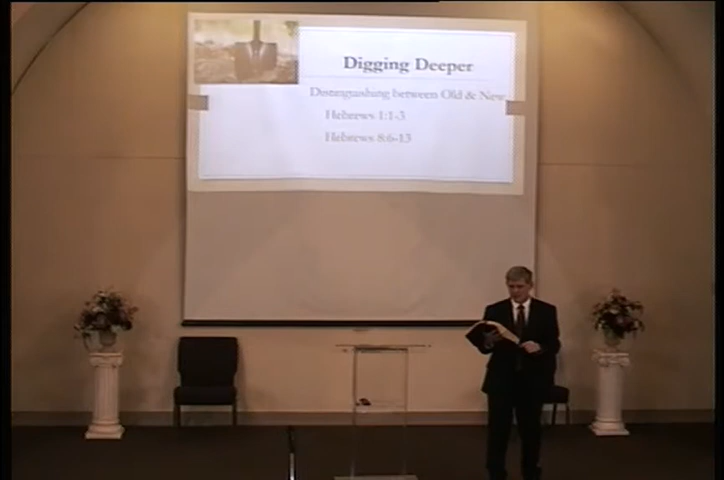 Digging Deeper
Distinguishing between Old & New
Hebrews 1:1-3
Hebrews 8:6-13